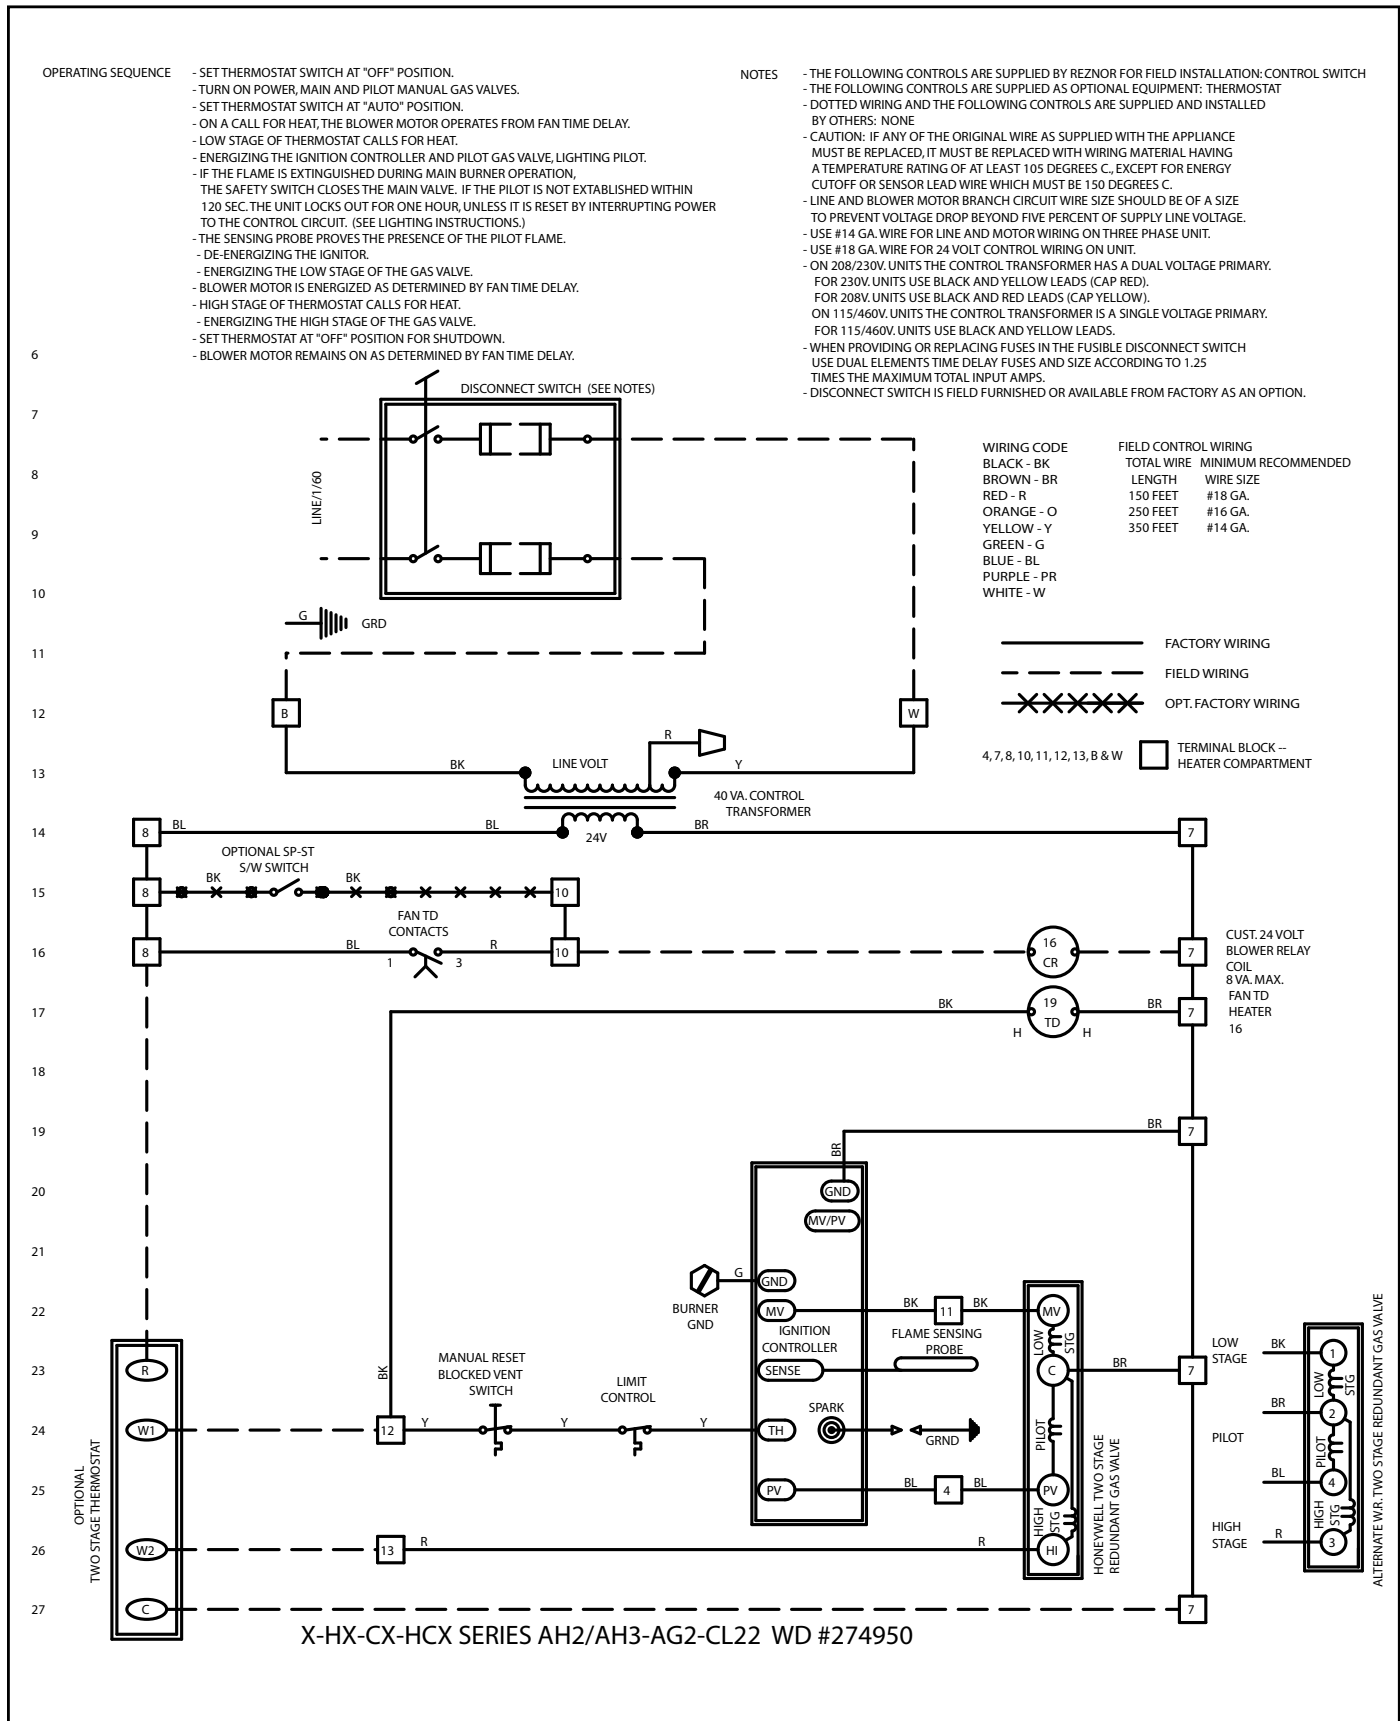 OPERATING SEQUENCE
- SET THERMOSTAT SWITCH AT "OFF" POSITION.
- TURN ON POWER, MAIN AND PILOT MANUAL GAS VALVES.
- SET THERMOSTAT SWITCH AT "AUTO" POSITION.
- ON A CALL FOR HEAT, THE BLOWER MOTOR OPERATES FROM FAN TIME DELAY.
- LOW STAGE OF THERMOSTAT CALLS FOR HEAT.
- ENERGIZING THE IGNITION CONTROLLER AND PILOT GAS VALVE, LIGHTING PILOT.
- IF THE FLAME IS EXTINGUISHED DURING MAIN BURNER OPERATION,
THE SAFETY SWITCH CLOSES THE MAIN VALVE. IF THE PILOT IS NOT EXTABLISHED WITHIN
120 SEC. THE UNIT LOCKS OUT FOR ONE HOUR, UNLESS IT IS RESET BY INTERRUPTING POWER
TO THE CONTROL CIRCUIT. (SEE LIGHTING INSTRUCTIONS.)
- THE SENSING PROBE PROVES THE PRESENCE OF THE PILOT FLAME.
- DE-ENERGIZING THE IGNITOR.
- ENERGIZING THE LOW STAGE OF THE GAS VALVE.
- BLOWER MOTOR IS ENERGIZED AS DETERMINED BY FAN TIME DELAY.
- HIGH STAGE OF THERMOSTAT CALLS FOR HEAT.
- ENERGIZING THE HIGH STAGE OF THE GAS VALVE.
- SET THERMOSTAT AT "OFF" POSITION FOR SHUTDOWN.
- BLOWER MOTOR REMAINS ON AS DETERMINED BY FAN TIME DELAY.
NOTES
- THE FOLLOWING CONTROLS ARE SUPPLIED BY REZNOR FOR FIELD INSTALLATION: CONTROL SWITCH
- THE FOLLOWING CONTROLS ARE SUPPLIED AS OPTIONAL EQUIPMENT: THERMOSTAT
- DOTTED WIRING AND THE FOLLOWING CONTROLS ARE SUPPLIED AND INSTALLED
BY OTHERS: NONE
- CAUTION: IF ANY OF THE ORIGINAL WIRE AS SUPPLIED WITH THE APPLIANCE
MUST BE REPLACED, IT MUST BE REPLACED WITH WIRING MATERIAL HAVING
A TEMPERATURE RATING OF AT LEAST 105 DEGREES C., EXCEPT FOR ENERGY
CUTOFF OR SENSOR LEAD WIRE WHICH MUST BE 150 DEGREES C.
- LINE AND BLOWER MOTOR BRANCH CIRCUIT WIRE SIZE SHOULD BE OF A SIZE
TO PREVENT VOLTAGE DROP BEYOND FIVE PERCENT OF SUPPLY LINE VOLTAGE.
- USE #14 GA. WIRE FOR LINE AND MOTOR WIRING ON THREE PHASE UNIT.
- USE #18 GA. WIRE FOR 24 VOLT CONTROL WIRING ON UNIT.
- ON 208/230V. UNITS THE CONTROL TRANSFORMER HAS A DUAL VOLTAGE PRIMARY.
FOR 230V. UNITS USE BLACK AND YELLOW LEADS (CAP RED).
FOR 208V. UNITS USE BLACK AND RED LEADS (CAP YELLOW).
ON 115/460V. UNITS THE CONTROL TRANSFORMER IS A SINGLE VOLTAGE PRIMARY.
FOR 115/460V. UNITS USE BLACK AND YELLOW LEADS.
- WHEN PROVIDING OR REPLACING FUSES IN THE FUSIBLE DISCONNECT SWITCH
USE DUAL ELEMENTS TIME DELAY FUSES AND SIZE ACCORDING TO 1.25
TIMES THE MAXIMUM TOTAL INPUT AMPS.
- DISCONNECT SWITCH IS FIELD FURNISHED OR AVAILABLE FROM FACTORY AS AN OPTION.
6
DISCONNECT SWITCH (SEE NOTES)
7
8
LINE/1/60
9
10
G GRD
11
WIRING CODE
BLACK - BK
BROWN - BR
RED - R
ORANGE - O
YELLOW - Y
GREEN - G
BLUE - BL
PURPLE - PR
WHITE - W
FIELD CONTROL WIRING
TOTAL WIRE MINIMUM RECOMMENDED
LENGTH WIRE SIZE
150 FEET #18 GA.
250 FEET #16 GA.
350 FEET #14 GA.
FACTORY WIRING
FIELD WIRING
OPT. FACTORY WIRING
4, 7, 8, 10, 11, 12, 13, B & W
TERMINAL BLOCK --
HEATER COMPARTMENT
12 B W
R
13 BK LINE VOLT Y
40 VA. CONTROL
TRANSFORMER
14 8 BL BL 24V BR 7
OPTIONAL SP-ST
S/W SWITCH
15 8 BK BK 10
FAN TD
CONTACTS
16 8 BL 1 3 R 10 16 CR 7
CUST. 24 VOLT
BLOWER RELAY
COIL
8 VA. MAX.
FAN TD
HEATER
16
17 BK H 19 TD H BR 7
18
19 BR BR 7
20 GND
MV/PV
21
G GND
BURNER
GND
22 MV BK 11 BK MV
IGNITION
CONTROLLER
FLAME SENSING
PROBE
LOW
STG
23 R BK SENSE C BR 7
MANUAL RESET
BLOCKED VENT
SWITCH
LIMIT
CONTROL
24 W1 12 Y Y Y TH SPARK GRND
PILOT
25 PV BL 4 BL PV
HIGH
STG
26 W2 13 R R HI
27 C 7
OPTIONAL
TWO STAGE THERMOSTAT
HONEYWELL TWO STAGE
REDUNDANT GAS VALVE
LOW
STAGE
BK 1
LOW
STG
BR 2
PILOT
PILOT
BL 4
HIGH
STG
HIGH
STAGE
R 3
ALTERNATE W.R. TWO STAGE REDUNDANT GAS VALVE
X-HX-CX-HCX SERIES AH2/AH3-AG2-CL22 WD #274950